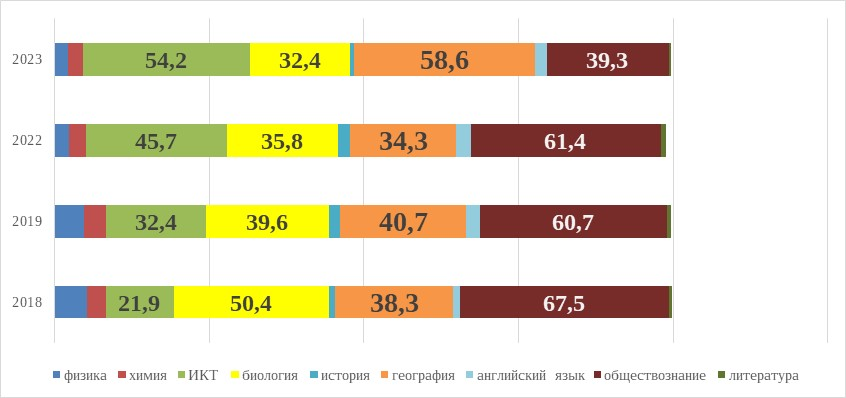 2023 54,2 32,4 58,6 39,3
2022 45,7 35,8 34,3 61,4
2019 32,4 39,6 40,7 60,7
2018 21,9 50,4 38,3 67,5
физика химия ИКТ биология история география английский язык обществознание литература